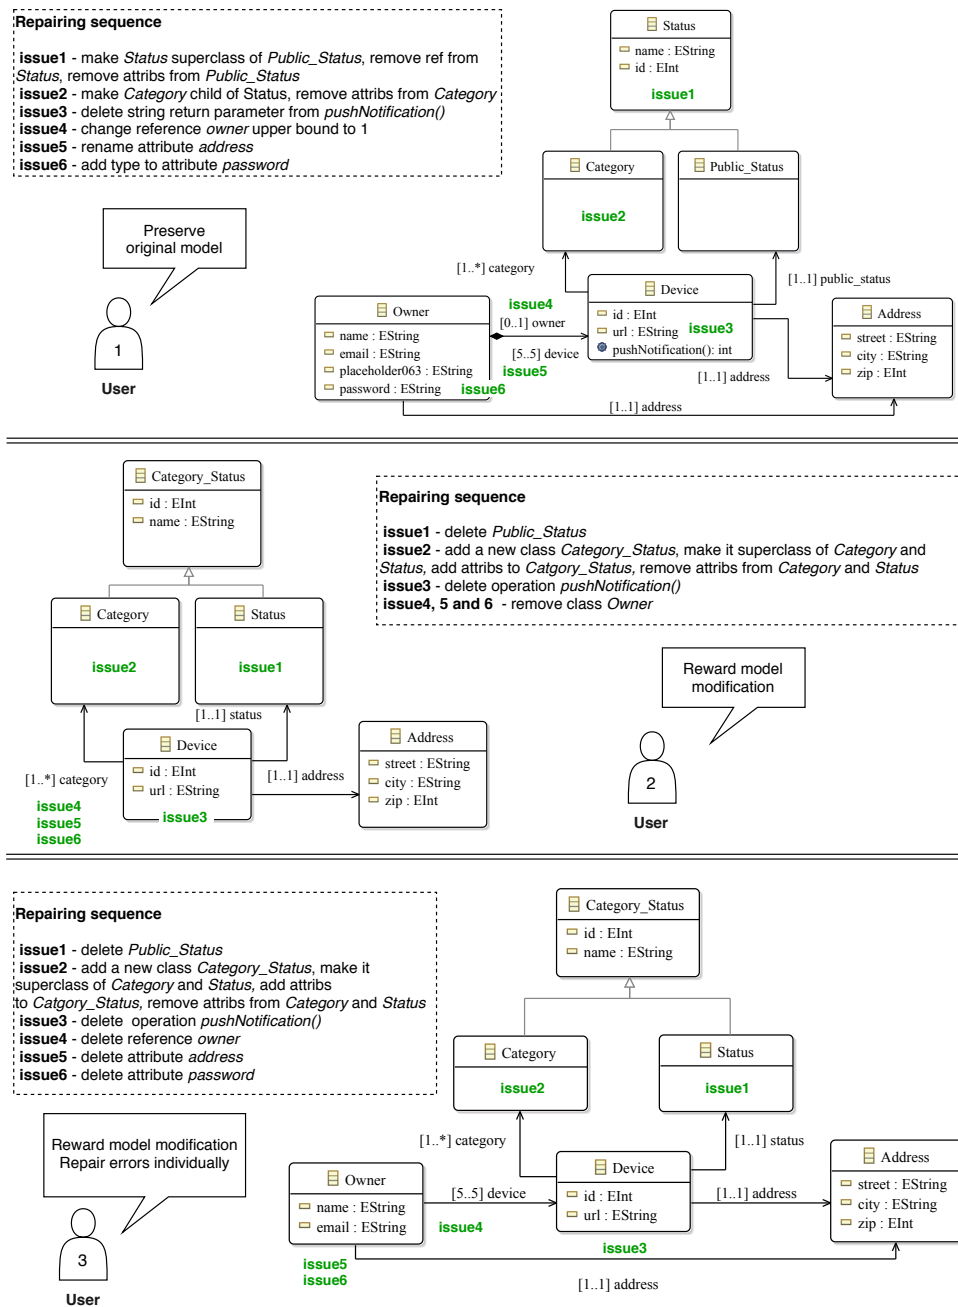 Repairing sequence
issue1 - make Status superclass of Public_Status, remove ref from
Status, remove attribs from Public_Status
issue2 - make Category child of Status, remove attribs from Category
issue3 - delete string return parameter from pushNotification()
issue4 - change reference owner upper bound to 1
issue5 - rename attribute address
issue6 - add type to attribute password
Preserve
original model
1
User
Status
name : EString
id : EInt
issue1
Category
issue2
Public_Status
[1..*] category
[1..1] public_status
Owner
name : EString
email : EString
placeholder063 : EString
password : EString
issue4
[0..1] owner
[5..5] device
issue5
issue6
Device
id : EInt
url : EString
issue3
pushNotification(): int
Address
street : EString
city : EString
zip : EInt
[1..1] address
[1..1] address
Category_Status
id : EInt
name : EString
Category
issue2
Status
issue1
[1..1] status
[1..*] category
Device
id : EInt
url : EString
issue3
[1..1] address
Address
street : EString
city : EString
zip : EInt
issue4
issue5
issue6
Repairing sequence
issue1 - delete Public_Status
issue2 - add a new class Category_Status, make it superclass of Category and
Status, add attribs to Catgory_Status, remove attribs from Category and Status
issue3 - delete operation pushNotification()
issue4, 5 and 6 - remove class Owner
Reward model
modification
2
User
Repairing sequence
issue1 - delete Public_Status
issue2 - add a new class Category_Status, make it
superclass of Category and Status, add attribs
to Catgory_Status, remove attribs from Category and Status
issue3 - delete operation pushNotification()
issue4 - delete reference owner
issue5 - delete attribute address
issue6 - delete attribute password
Reward model modification
Repair errors individually
3
User
Category_Status
id : EInt
name : EString
Category
issue2
Status
issue1
[1..*] category
[1..1] status
Owner
name : EString
email : EString
[5..5] device
issue4
issue5
issue6
Device
id : EInt
url : EString
issue3
[1..1] address
Address
street : EString
city : EString
zip : EInt
[1..1] address